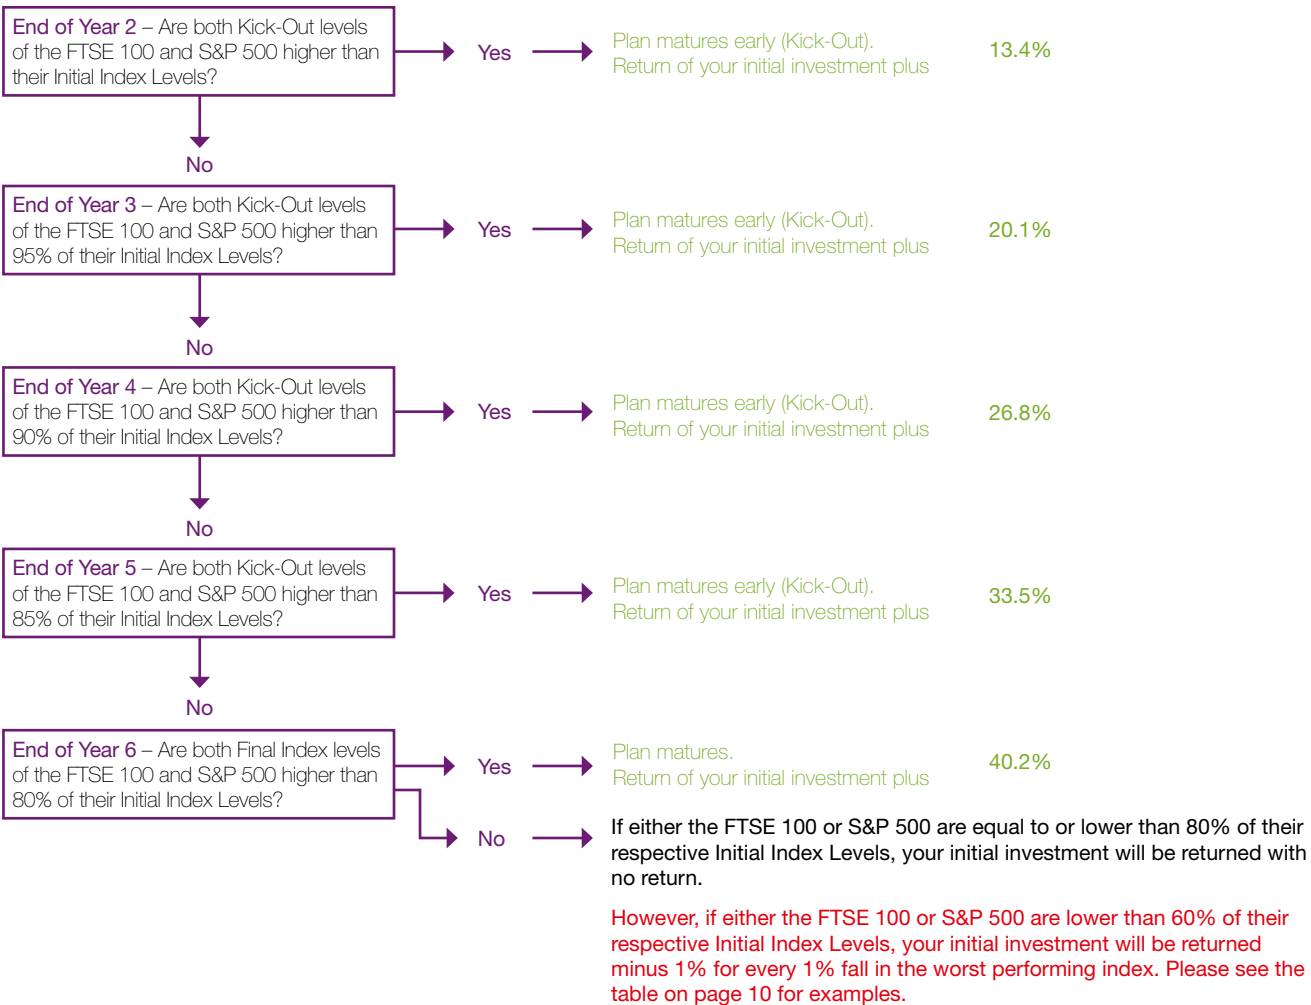 End of Year 2 – Are both Kick-Out levels
of the FTSE 100 and S&P 500 higher than
their Initial Index Levels?
Yes
Plan matures early (Kick-Out).
Return of your initial investment plus
13.4%
No
End of Year 3 – Are both Kick-Out levels
of the FTSE 100 and S&P 500 higher than
95% of their Initial Index Levels?
Yes
Plan matures early (Kick-Out).
Return of your initial investment plus
20.1%
No
End of Year 4 – Are both Kick-Out levels
of the FTSE 100 and S&P 500 higher than
90% of their Initial Index Levels?
Yes
Plan matures early (Kick-Out).
Return of your initial investment plus
26.8%
No
End of Year 5 – Are both Kick-Out levels
of the FTSE 100 and S&P 500 higher than
85% of their Initial Index Levels?
Yes
Plan matures early (Kick-Out).
Return of your initial investment plus
33.5%
No
End of Year 6 – Are both Final Index levels
of the FTSE 100 and S&P 500 higher than
80% of their Initial Index Levels?
Yes
Plan matures.
Return of your initial investment plus
40.2%
No
If either the FTSE 100 or S&P 500 are equal to or lower than 80% of their
respective Initial Index Levels, your initial investment will be returned with
no return.
However, if either the FTSE 100 or S&P 500 are lower than 60% of their
respective Initial Index Levels, your initial investment will be returned
minus 1% for every 1% fall in the worst performing index. Please see the
table on page 10 for examples.